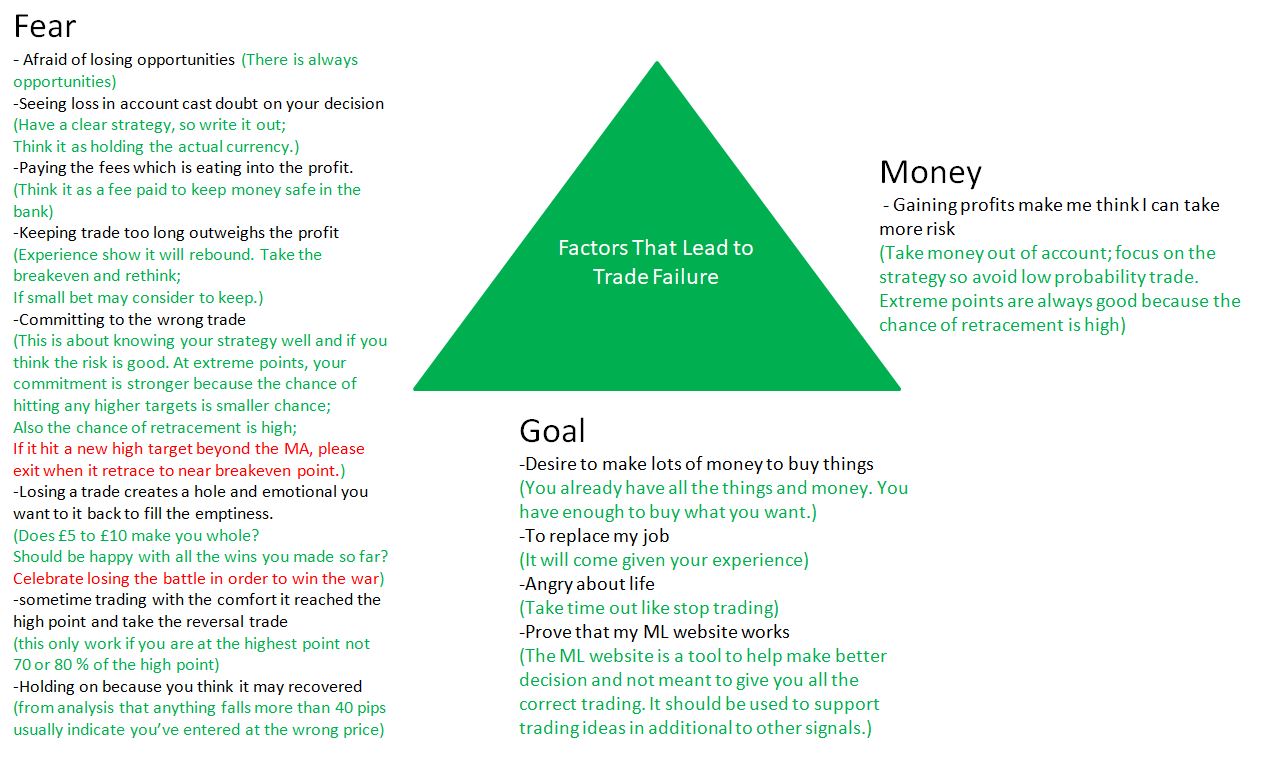 Fear
- Afraid of losing opportunities (There is always
opportunities)
-Seeing loss in account cast doubt on your decision
(Have a clear strategy, so write it out;
Think it as holding the actual currency.)
-Paying the fees which is eating into the profit.
(Think it as a fee paid to keep money safe in the
bank)
-Keeping trade too long outweighs the profit
(Experience show it will rebound. Take the
breakeven and rethink;
If small bet may consider to keep.)
-Committing to the wrong trade
(This is about knowing your strategy well and if you
think the risk is good. At extreme points, your
commitment is stronger because the chance of
hitting any higher targets is smaller chance;
Also the chance of retracement is high;
If it hit a new high target beyond the MA, please
exit when it retrace to near breakeven point.)
-Losing a trade creates a hole and emotional you
want to it back to fill the emptiness.
(Does £5 to £10 make you whole?
Should be happy with all the wins you made so far?
Celebrate losing the battle in order to win the war)
-sometime trading with the comfort it reached the
high point and take the reversal trade
(this only work if you are at the highest point not
70 or 80 % of the high point)
-Holding on because you think it may recovered
(from analysis that anything falls more than 40 pips
usually indicate you've entered at the wrong price)
Factors That Lead to
Trade Failure
Money
- Gaining profits make me think I can take
more risk
(Take money out of account; focus on the
strategy so avoid low probability trade.
Extreme points are always good because the
chance of retracement is high)
Goal
-Desire to make lots of money to buy things
(You already have all the things and money. You
have enough to buy what you want.)
-To replace my job
(It will come given your experience)
-Angry about life
(Take time out like stop trading)
-Prove that my ML website works
(The ML website is a tool to help make better
decision and not meant to give you all the
correct trading. It should be used to support
trading ideas in additional to other signals.)